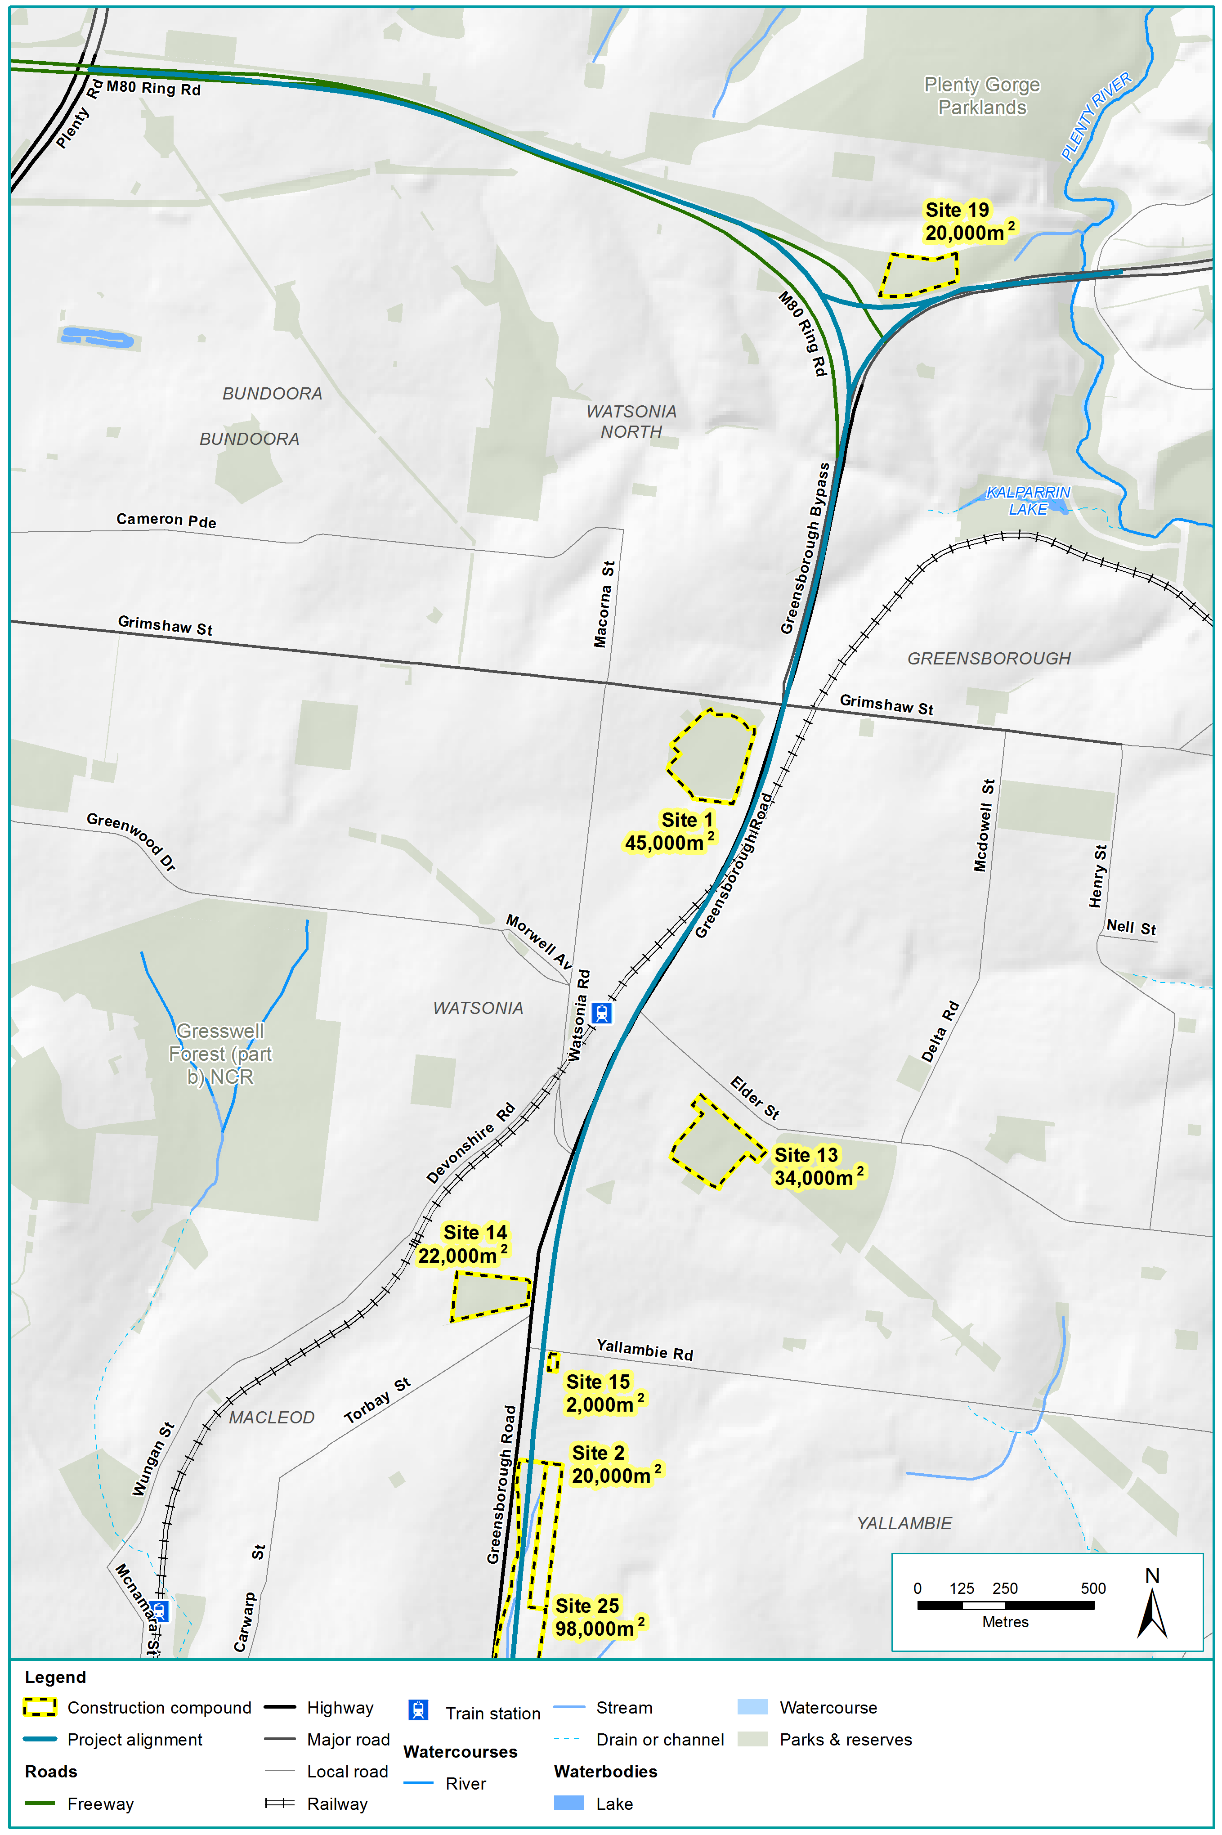 M80 Ring Rd
Plenty Rd
Plenty Gorge
Parklands
PLENTY RIVER
Site 19
20,000m²
M80 Ring Rd
BUNDOORA
BUNDOORA
WATSONIA
NORTH
Greensborough Bypass
KALPARRIN
LAKE
Cameron Pde
Macorna St
Grimshaw St
GREENSBOROUGH
Grimshaw St
Site 1
45,000m²
Greensborough Road
Mcdowell St
Henry St
Greenwood Dr
Morwell Av
Nell St
WATSONIA
Watsonia Rd
Gresswell
Forest (part
b) NCR
Delta Rd
Elder St
Devonshire Rd
Site 13
34,000m²
Site 14
22,000m²
Yallambie Rd
Site 15
2,000m²
MACLEOD
Torbay St
Wungan St
Greensborough Road
Site 2
20,000m²
YALLAMBIE
Mcnamara St
Carwarp St
Site 25
98,000m²
0 125 250 500
Metres
N
Legend
Construction compound
Project alignment
Roads
Freeway
Highway
Major road
Local road
Railway
Train station
Watercourses
River
Stream
Drain or channel
Waterbodies
Lake
Watercourse
Parks & reserves